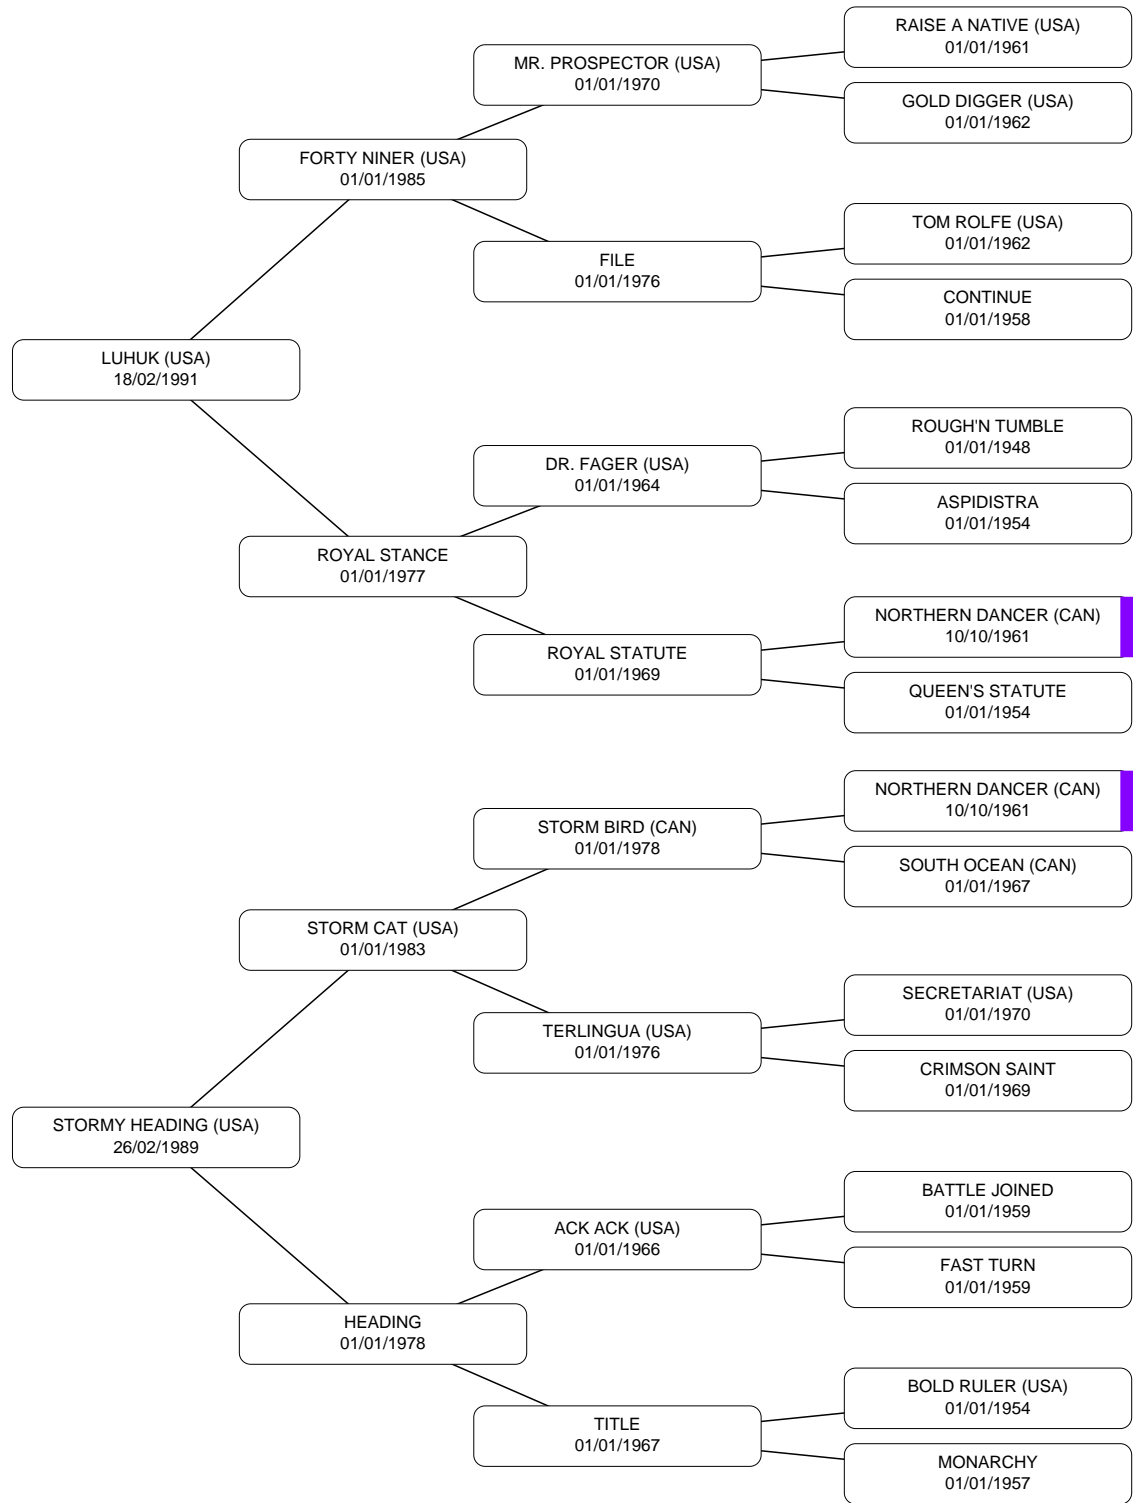 RAISE A NATIVE (USA)
01/01/1961
MR. PROSPECTOR (USA)
01/01/1970
GOLD DIGGER (USA)
01/01/1962
FORTY NINER (USA)
01/01/1985
TOM ROLFE (USA)
01/01/1962
FILE
01/01/1976
CONTINUE
01/01/1958
LUHUK (USA)
18/02/1991
ROUGH'N TUMBLE
01/01/1948
DR. FAGER (USA)
01/01/1964
ASPIDISTRA
01/01/1954
ROYAL STANCE
01/01/1977
NORTHERN DANCER (CAN)
10/10/1961
ROYAL STATUTE
01/01/1969
QUEEN'S STATUTE
01/01/1954
NORTHERN DANCER (CAN)
10/10/1961
STORM BIRD (CAN)
01/01/1978
SOUTH OCEAN (CAN)
01/01/1967
STORM CAT (USA)
01/01/1983
SECRETARIAT (USA)
01/01/1970
TERLINGUA (USA)
01/01/1976
CRIMSON SAINT
01/01/1969
STORMY HEADING (USA)
26/02/1989
BATTLE JOINED
01/01/1959
ACK ACK (USA)
01/01/1966
FAST TURN
01/01/1959
HEADING
01/01/1978
BOLD RULER (USA)
01/01/1954
TITLE
01/01/1967
MONARCHY
01/01/1957